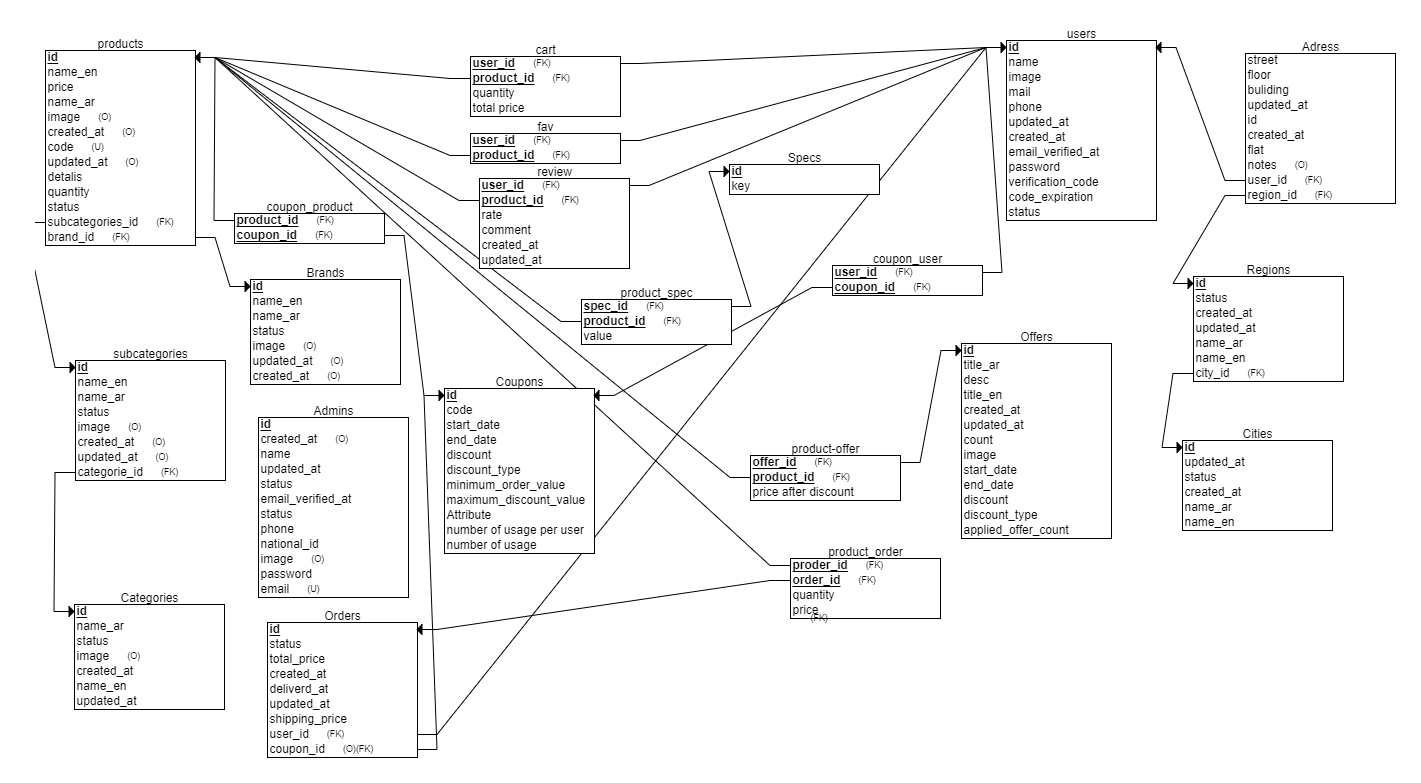 products
id
name_en
price
name_ar
image (O)
created_at (O)
code (U)
updated_at (O)
detalis
quantity
status
subcategories_id (FK)
brand_id (FK)
cart
user_id (FK)
product_id (FK)
quantity
total price
fav
user_id (FK)
product_id (FK)
review
user_id (FK)
product_id (FK)
rate
comment
created_at
updated_at
coupon_product
product_id (FK)
coupon_id (FK)
Specs
id
key
users
id
name
image
mail
phone
updated_at
created_at
email_verified_at
password
verification_code
code_expiration
status
Adress
street
floor
buliding
updated_at
id
created_at
flat
notes (O)
user_id (FK)
region_id (FK)
Brands
id
name_en
name_ar
status
image (O)
updated_at (O)
created_at (O)
product_spec
spec_id (FK)
product_id (FK)
value
coupon_user
user_id (FK)
coupon_id (FK)
Regions
id
status
created_at
updated_at
name_ar
name_en
city_id (FK)
subcategories
id
name_en
name_ar
status
image (O)
created_at (O)
updated_at (O)
categorie_id (FK)
Admins
id
created_at (O)
name
updated_at
status
email_verified_at
status
phone
national_id
image (O)
password
email (U)
Coupons
id
code
start_date
end_date
discount
discount_type
minimum_order_value
maximum_discount_value
Attribute
number of usage per user
number of usage
Offers
id
title_ar
desc
title_en
created_at
updated_at
count
image
start_date
end_date
discount
discount_type
applied_offer_count
product-offer
offer_id (FK)
product_id (FK)
price after discount
Cities
id
updated_at
status
created_at
name_ar
name_en
product_order
proder_id (FK)
order_id (FK)
quantity
price
(FK)
Categories
id
name_ar
status
image (O)
created_at
name_en
updated_at
Orders
id
status
total_price
created_at
deliverd_at
updated_at
shipping_price
user_id (FK)
coupon_id (O)(FK)